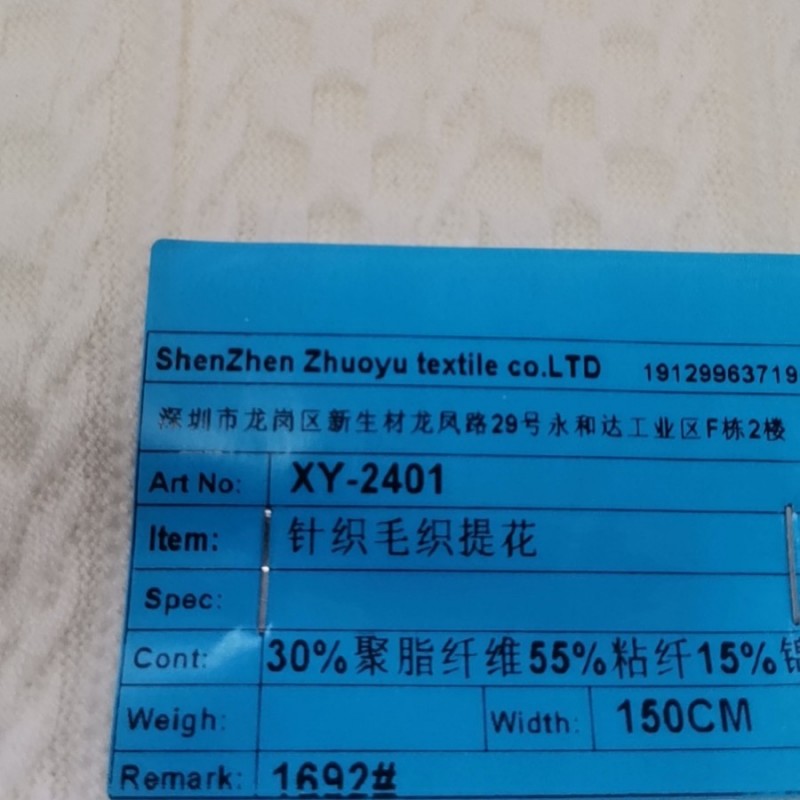 ShenZhen Zhuoyu textile co.LTD 19129963719
深圳市龙岗区新生材龙凤路29号永和达工业区F栋2楼
Art No: XY-2401
Item: 针织毛织提花
Spec:
Cont: 30%聚脂纤维55%粘纤15%锦
Weigh: Width: 150CM
Remark: 1692#